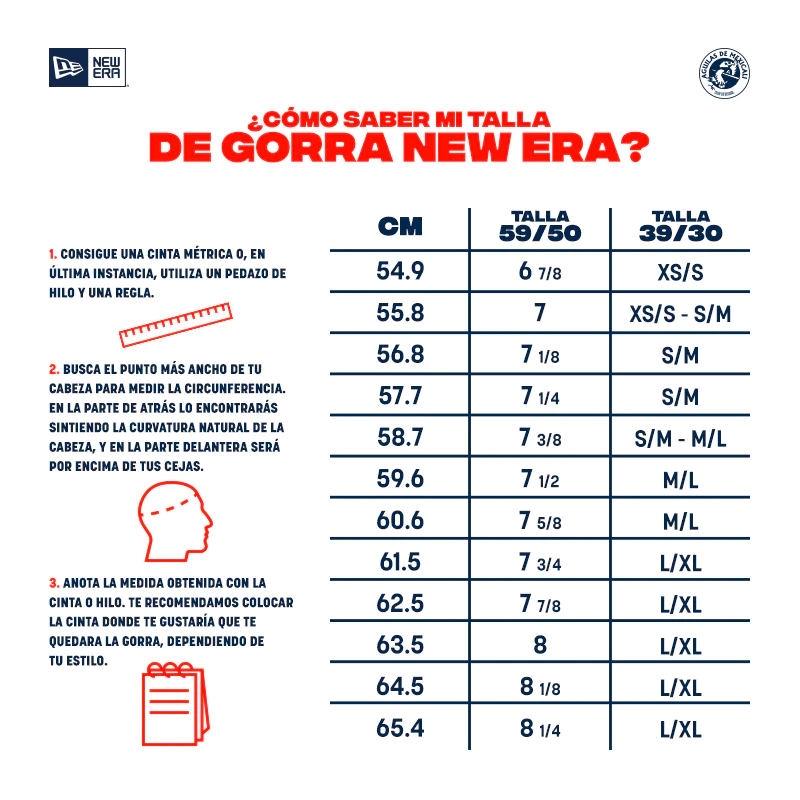 NEW
ERA
AGUILAS DE MEXICALI
¿CÓMO SABER MI TALLA
DE GORRA NEW ERA?
1. CONSIGUE UNA CINTA MÉTRICA O, EN
ÚLTIMA INSTANCIA, UTILIZA UN PEDAZO DE
HILO Y UNA REGLA.
2. BUSCA EL PUNTO MÁS ANCHO DE TU
CABEZA PARA MEDIR LA CIRCUNFERENCIA.
EN LA PARTE DE ATRÁS LO ENCONTRARÁS
SINTIENDO LA CURVATURA NATURAL DE LA
CABEZA, Y EN LA PARTE DELANTERA SERÁ
POR ENCIMA DE TUS CEJAS.
3. ANOTA LA MEDIDA OBTENIDA CON LA
CINTA O HILO. TE RECOMENDAMOS COLOCAR
LA CINTA DONDE TE GUSTARÍA QUE TE
QUEDARA LA GORRA, DEPENDIENDO DE
TU ESTILO.
CM TALLA 59/50 TALLA 39/30
54.9 6 7/8 XS/S
55.8 7 XS/S - S/M
56.8 7 1/8 S/M
57.7 7 1/4 S/M
58.7 7 3/8 S/M - M/L
59.6 7 1/2 M/L
60.6 7 5/8 M/L
61.5 7 3/4 L/XL
62.5 7 7/8 L/XL
63.5 8 L/XL
64.5 8 1/8 L/XL
65.4 8 1/4 L/XL